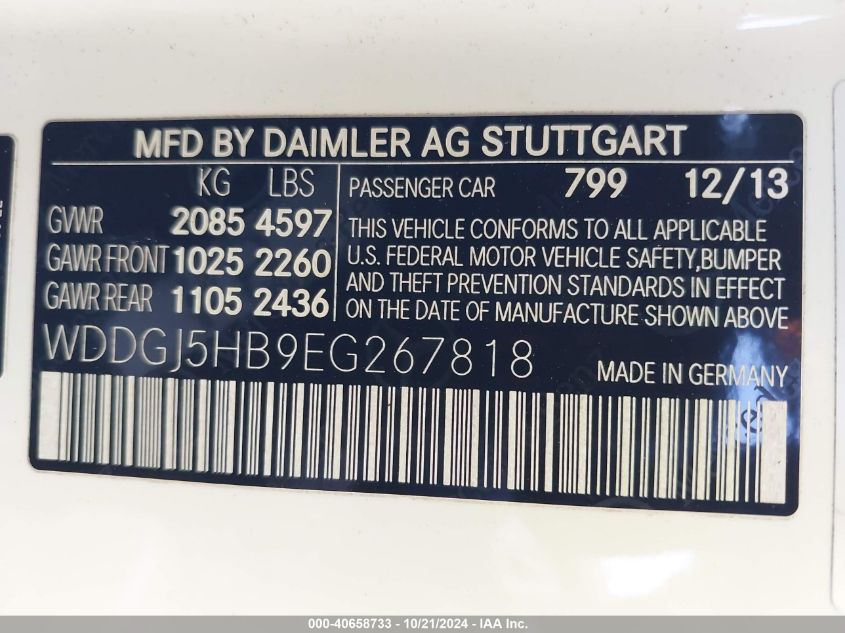 MFD BY DAIMLER AG STUTTGART
KG LBS
GVWR 2085 4597
GAWR FRONT 1025 2260
GAWR REAR 1105 2436
PASSENGER CAR 799 12/13
THIS VEHICLE CONFORMS TO ALL APPLICABLE
U.S. FEDERAL MOTOR VEHICLE SAFETY,BUMPER
AND THEFT PREVENTION STANDARDS IN EFFECT
ON THE DATE OF MANUFACTURE SHOWN ABOVE.
WDDGJ5HB9EG267818
MADE IN GERMANY
000-40658733 - 10/21/2024 - IAA Inc.